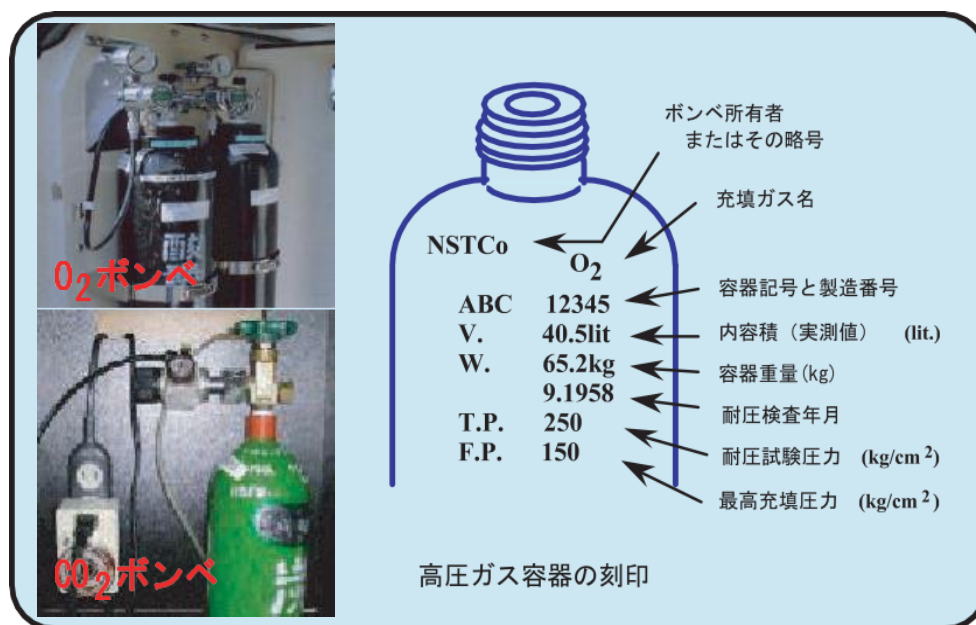 O2ボンベ
CO2ボンベ
ボンベ所有者
またはその略号
充填ガス名
NSTCo
O2
ABC 12345
容器記号と製造番号
V. 40.5lit
内容積（実測値） (lit.)
W. 65.2kg
容器重量(kg)
9.1958
耐圧検査年月
T.P. 250
耐圧試験圧力 (kg/cm2)
F.P. 150
最高充填圧力 (kg/cm2)
高圧ガス容器の刻印